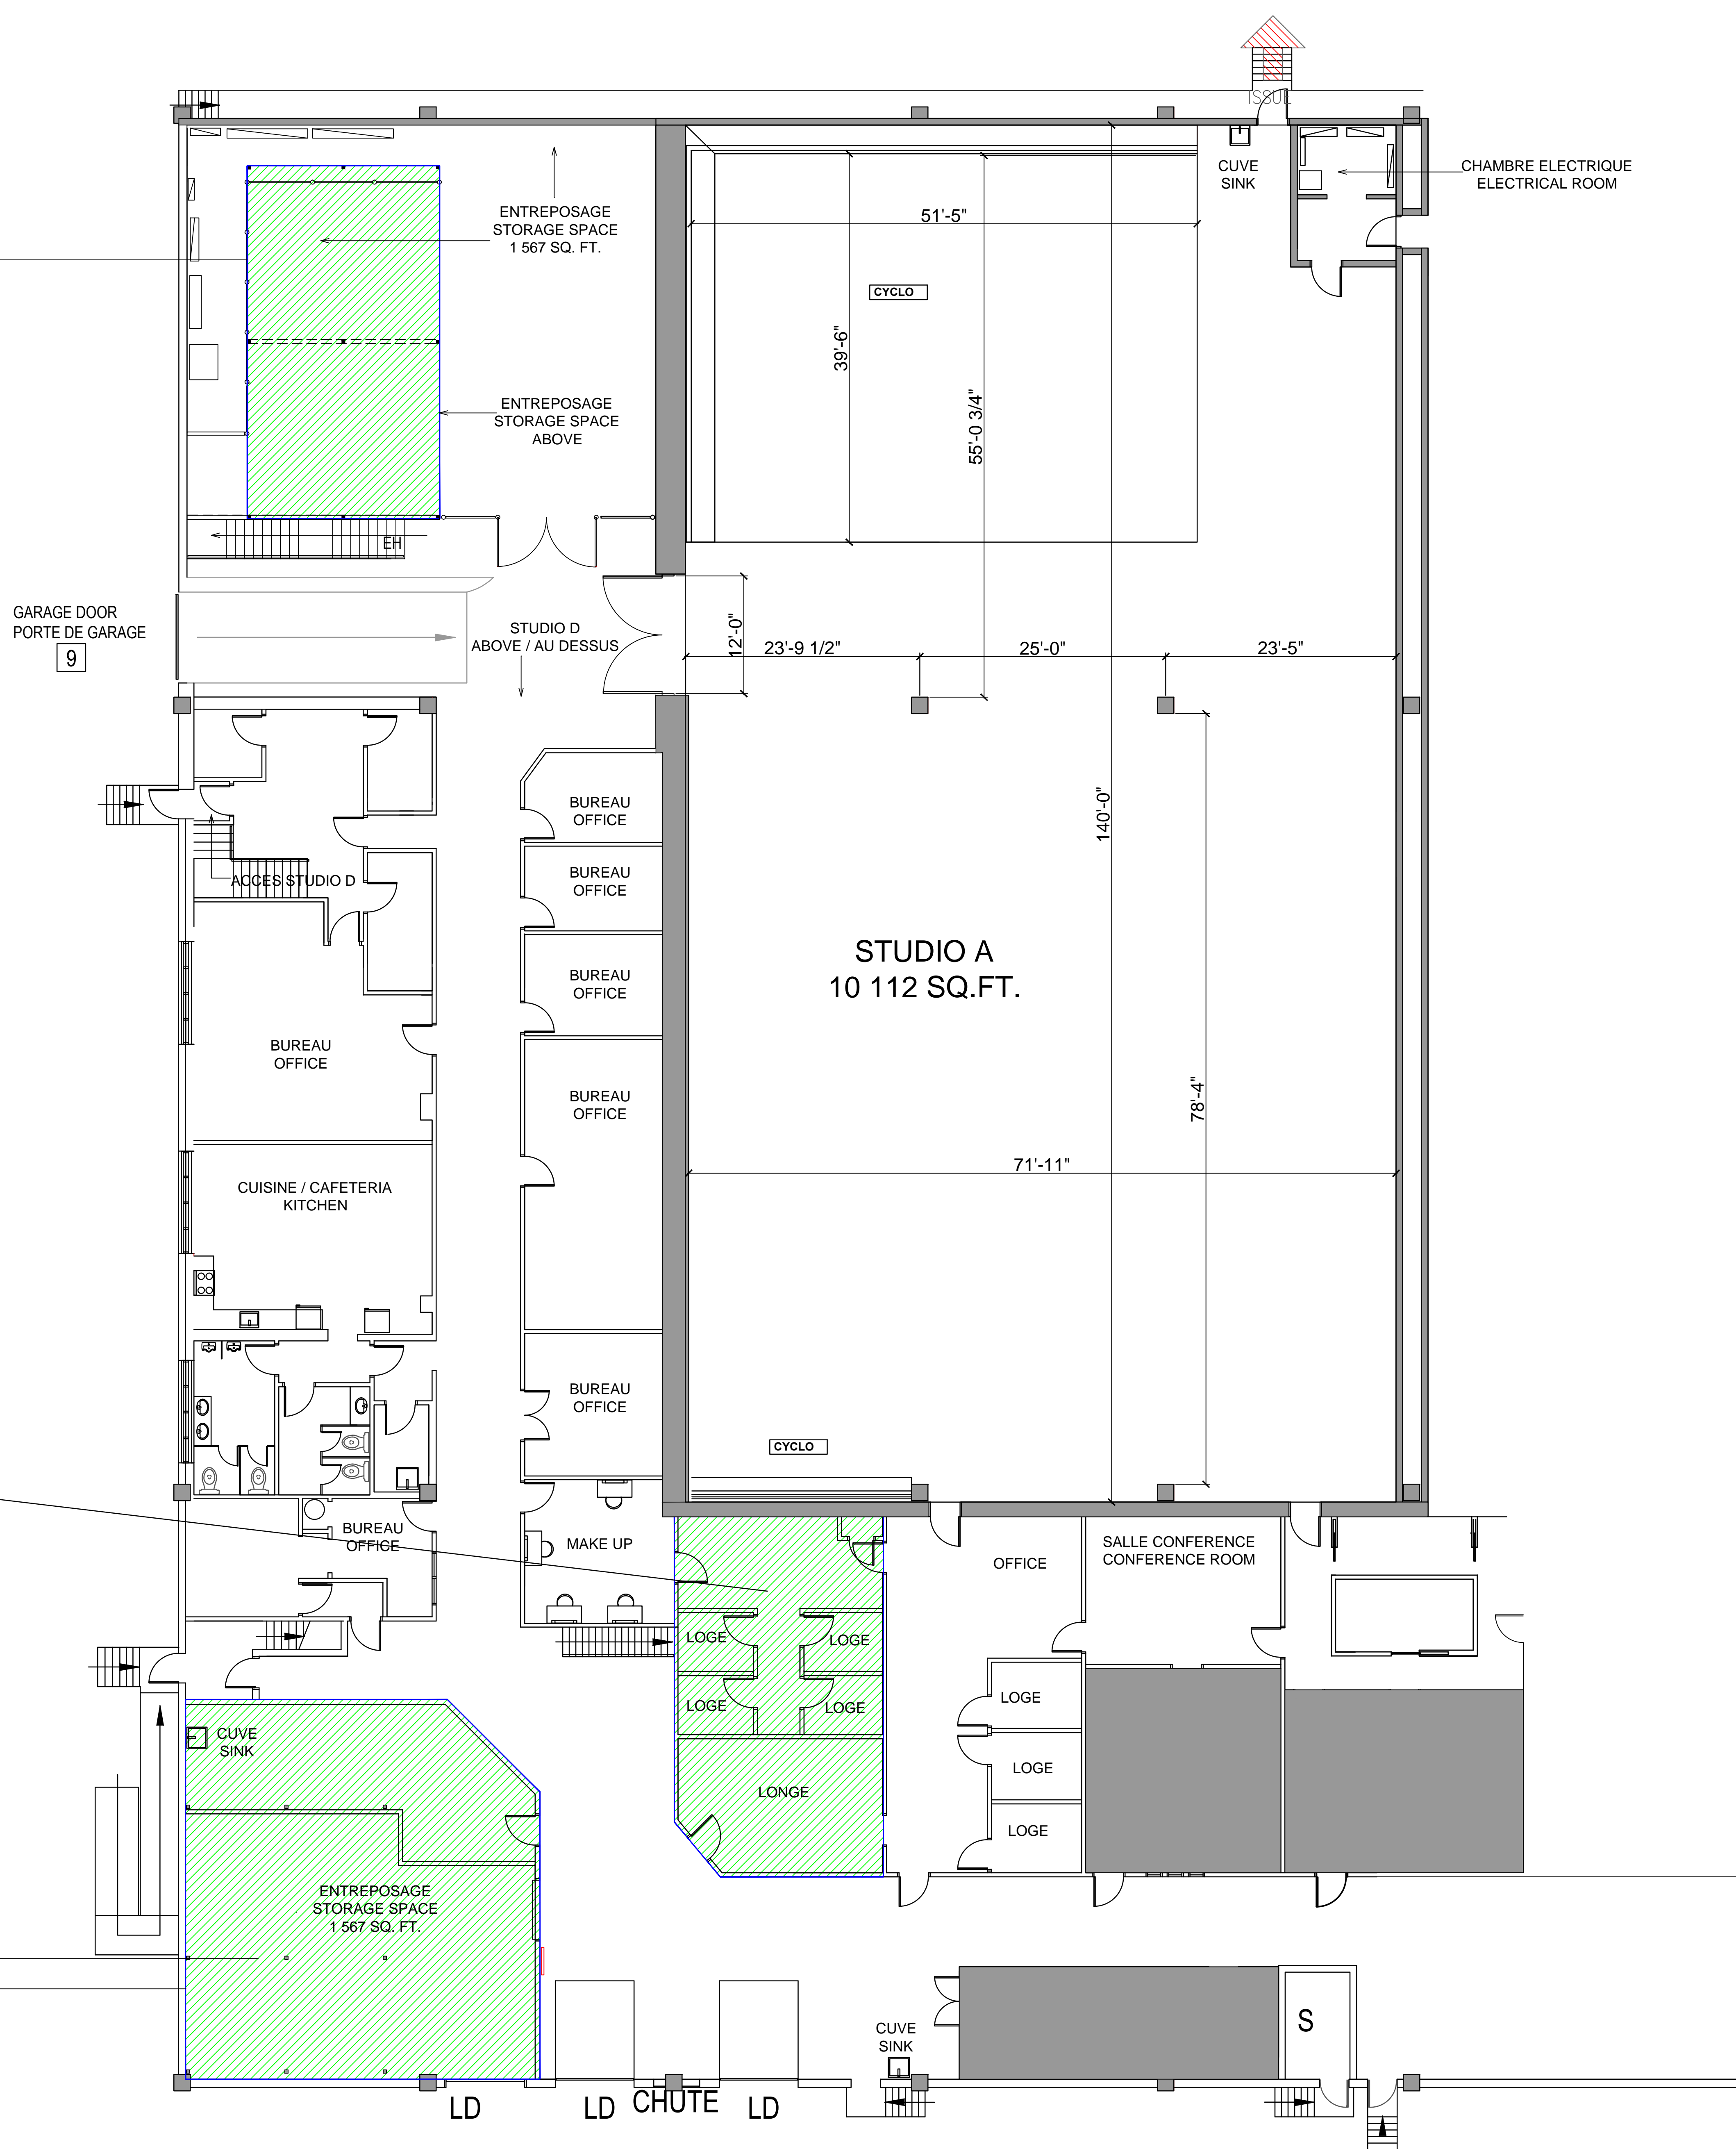 ISSUE
CUVE
SINK
CHAMBRE ELECTRIQUE
ELECTRICAL ROOM
ENTREPOSAGE
STORAGE SPACE
1 567 SQ. FT.
51'-5"
CYCLO
39'-6"
55'-0 3/4"
ENTREPOSAGE
STORAGE SPACE
ABOVE
EH
GARAGE DOOR
PORTE DE GARAGE
9
STUDIO D
ABOVE / AU DESSUS
12'-0"
23'-9 1/2"
25'-0"
23'-5"
BUREAU
OFFICE
140'-0"
BUREAU
OFFICE
ACCES STUDIO D
STUDIO A
10 112 SQ.FT.
BUREAU
OFFICE
BUREAU
OFFICE
BUREAU
OFFICE
78'-4"
71'-11"
CUISINE / CAFETERIA
KITCHEN
BUREAU
OFFICE
CYCLO
BUREAU
OFFICE
MAKE UP
OFFICE
SALLE CONFERENCE
CONFERENCE ROOM
LOGE
LOGE
LOGE
LOGE
LOGE
CUVE
SINK
LOGE
LONGE
LOGE
ENTREPOSAGE
STORAGE SPACE
1 567 SQ. FT.
CUVE
SINK
S
LD
LD
CHUTE
LD